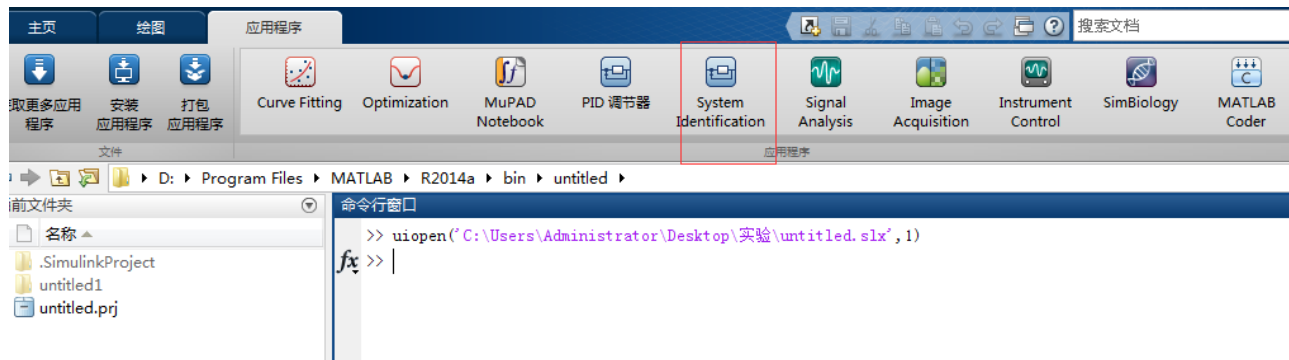 主页 绘图 应用程序 搜索文档
取更多应用程序 安装应用程序 打包应用程序 Curve Fitting Optimization MuPAD Notebook PID 调节器 System Identification Signal Analysis Image Acquisition Instrument Control SimBiology MATLAB Coder
文件 应用程序
D: Program Files MATLAB R2014a bin untitled
前文件夹
名称
.SimulinkProject
untitled1
untitled.prj
命令行窗口
>> uiopen('C:\Users\Administrator\Desktop\实验\untitled.slx',1)
fx >>